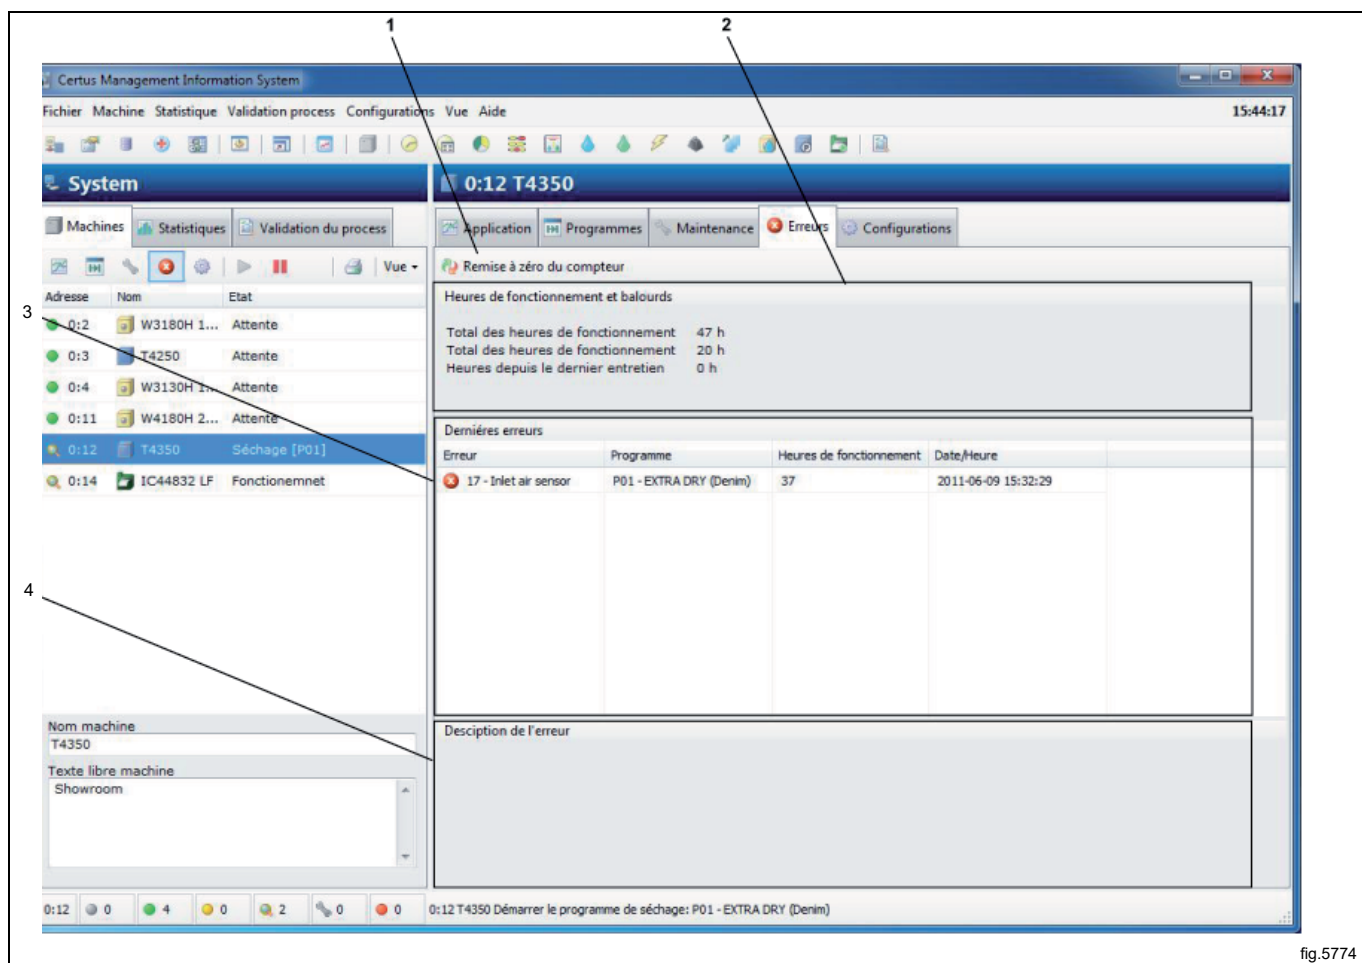 1
2
Certus Management Information System
Fichier Machine Statistique Validation process Configurations Vue Aide
15:44:17
System
0:12 T4350
Machines
Statistiques
Validation du process
Application
Programmes
Maintenance
Erreurs
Configurations
Vue
Remise à zéro du compteur
Adresse Nom Etat
0:2 W3180H 1... Attente
0:3 T4250 Attente
0:4 W3130H 1... Attente
0:11 W4180H 2... Attente
0:12 T4350 Séchage [P01]
0:14 IC44832 LF Fonctionemnet
3
4
Heures de fonctionnement et balourds
Total des heures de fonctionnement 47 h
Total des heures de fonctionnement 20 h
Heures depuis le dernier entretien 0 h
Derniéres erreurs
Erreur Programme Heures de fonctionnement Date/Heure
17 - Inlet air sensor P01 - EXTRA DRY (Denim) 37 2011-06-09 15:32:29
Desciption de l'erreur
Nom machine
T4350
Texte libre machine
Showroom
0:12 0 4 0 2 0 0
0:12 T4350 Démarrer le programme de séchage: P01 - EXTRA DRY (Denim)
fig.5774